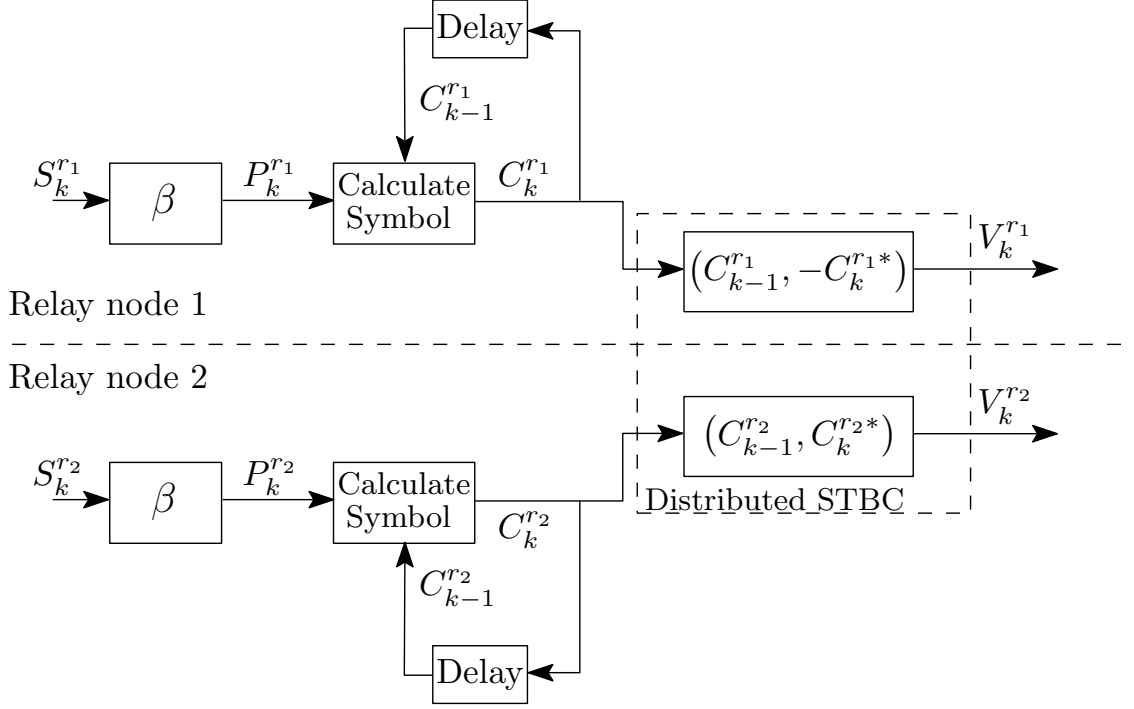 Delay
$C_{k-1}^{r_1}$
$S_k^{r_1}$ β $P_k^{r_1}$ Calculate Symbol $C_k^{r_1}$
$(C_{k-1}^{r_1}, -C_k^{r_1*})$ $V_k^{r_1}$
Relay node 1
Relay node 2
$(C_{k-1}^{r_2}, C_k^{r_2*})$ $V_k^{r_2}$
$S_k^{r_2}$ β $P_k^{r_2}$ Calculate Symbol $C_k^{r_2}$
Distributed STBC
$C_{k-1}^{r_2}$
Delay